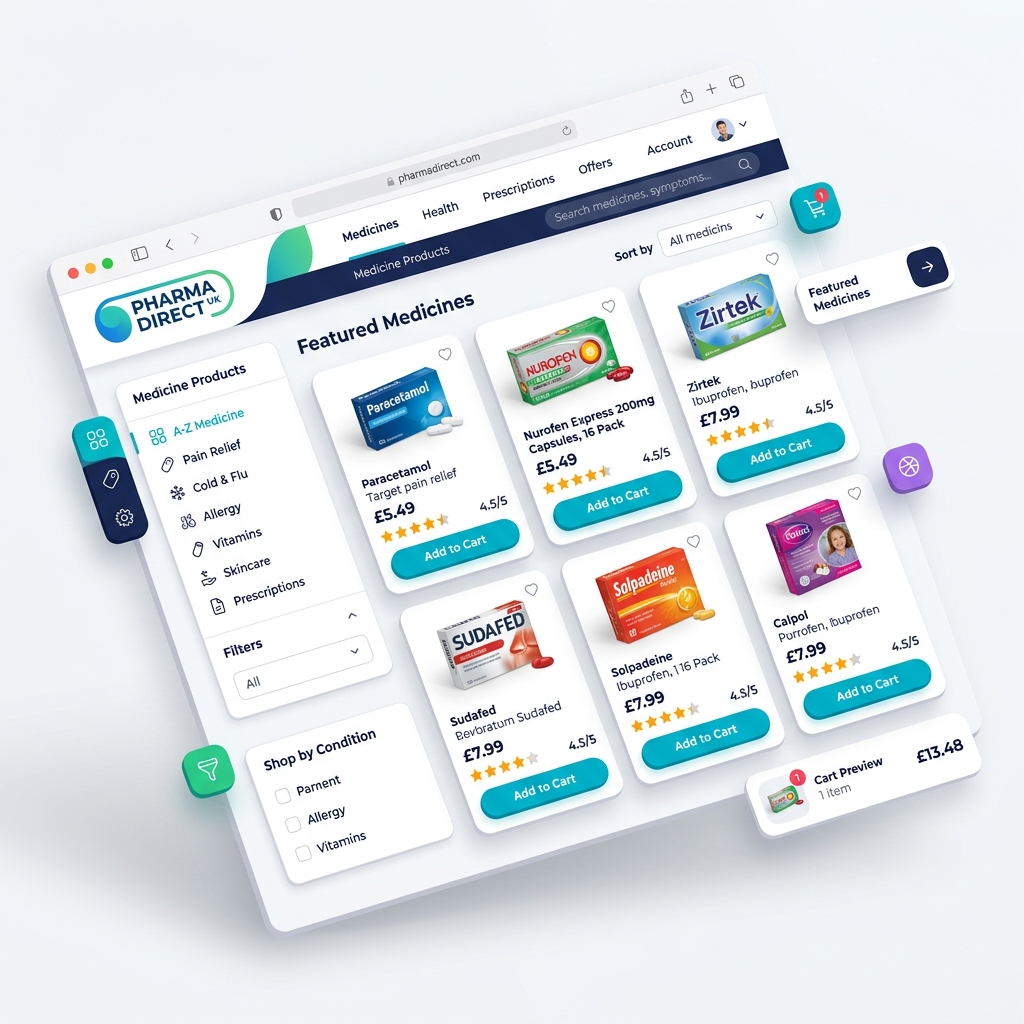 pharmadirect.com
PHARMA
DIRECT UK
Medicines
Health
Prescriptions
Offers
Account
Medicine Products
Search medicines, symptoms...
Featured Medicines
Sort by
All medicins
Featured
Medicines
Medicine Products
A-Z Medicine
Pain Relief
Cold & Flu
Allergy
Vitamins
Skincare
Prescriptions
Filters
All
Shop by Condition
Parnent
Allergy
Vitamins
Paracetamol
Paracetamol
Target pain relief
£5.49
4.5/5
Add to Cart
NUROFEN
Nurofen Express 200mg
Capsules, 16 Pack
£5.49
4.5/5
Add to Cart
Zirtek
Zirtek
Ibuprofen, buprofen
£7.99
4.5/5
Add to Cart
SUDAFED
Sudafed
Bevbratum Sudafed
£7.99
4.5/5
Add to Cart
Solpadeine
Solpadeine
Ibuprofen, 116 Pack
£7.99
4.5/5
Add to Cart
Calpol
Purrofen, Ibuprofen
£7.99
4.5/5
Add to Cart
1
1
Cart Preview
1 item
£13.48